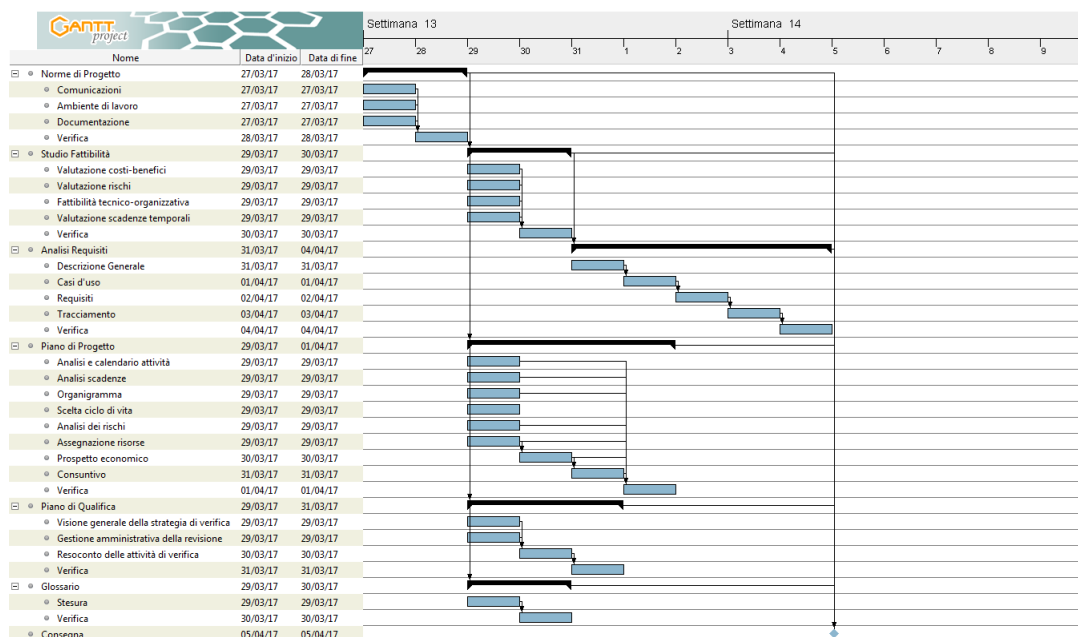 GANTT
project
Settimana 13 Settimana 14
27 28 29 30 31 1 2 3 4 5 6 7 8 9
Nome Data d'inizio Data di fine
Norme di Progetto 27/03/17 28/03/17
Comunicazioni 27/03/17 27/03/17
Ambiente di lavoro 27/03/17 27/03/17
Documentazione 27/03/17 27/03/17
Verifica 28/03/17 28/03/17
Studio Fattibilità 29/03/17 30/03/17
Valutazione costi-benefici 29/03/17 29/03/17
Valutazione rischi 29/03/17 29/03/17
Fattibilità tecnico-organizzativa 29/03/17 29/03/17
Valutazione scadenze temporali 29/03/17 29/03/17
Verifica 30/03/17 30/03/17
Analisi Requisiti 31/03/17 04/04/17
Descrizione Generale 31/03/17 31/03/17
Casi d'uso 01/04/17 01/04/17
Requisiti 02/04/17 02/04/17
Tracciamento 03/04/17 03/04/17
Verifica 04/04/17 04/04/17
Piano di Progetto 29/03/17 01/04/17
Analisi e calendario attività 29/03/17 29/03/17
Analisi scadenze 29/03/17 29/03/17
Organigramma 29/03/17 29/03/17
Scelta ciclo di vita 29/03/17 29/03/17
Analisi dei rischi 29/03/17 29/03/17
Assegnazione risorse 29/03/17 29/03/17
Prospetto economico 30/03/17 30/03/17
Consuntivo 31/03/17 31/03/17
Verifica 01/04/17 01/04/17
Piano di Qualifica 29/03/17 31/03/17
Visione generale della strategia di verifica 29/03/17 29/03/17
Gestione amministrativa della revisione 29/03/17 29/03/17
Resoconto delle attività di verifica 30/03/17 30/03/17
Verifica 31/03/17 31/03/17
Glossario 29/03/17 30/03/17
Stesura 29/03/17 29/03/17
Verifica 30/03/17 30/03/17
Consegna 05/04/17 05/04/17